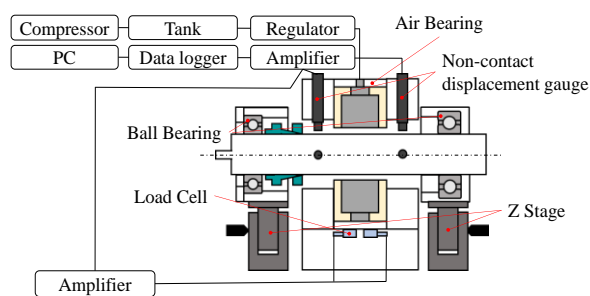 Compressor
Tank
Regulator
Air Bearing
PC
Data logger
Amplifier
Non-contact
displacement gauge
Ball Bearing
Load Cell
Z Stage
Amplifier